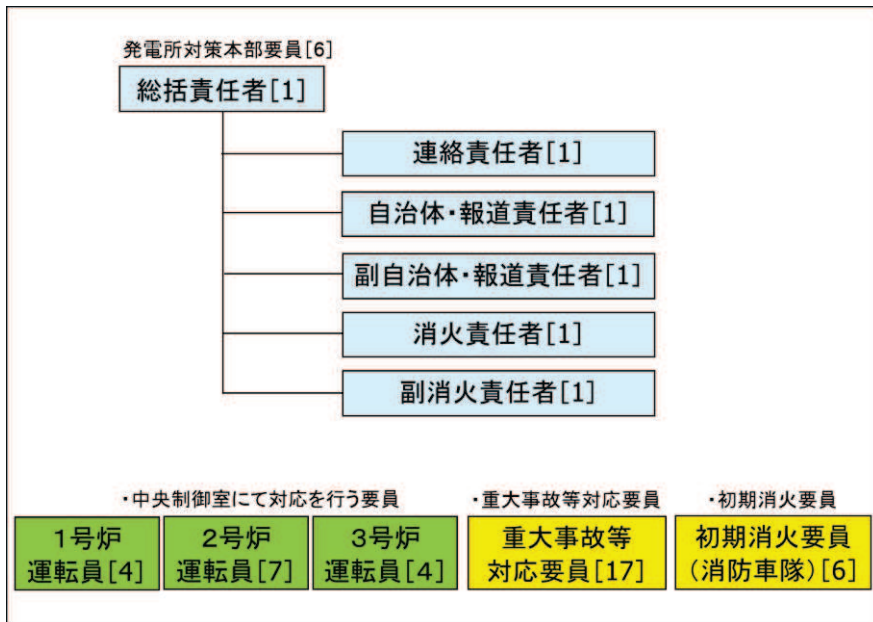 発電所対策本部要員[6]
総括責任者[1]
連絡責任者[1]
自治体・報道責任者[1]
副自治体・報道責任者[1]
消火責任者[1]
副消火責任者[1]
・中央制御室にて対応を行う要員
・重大事故等対応要員
・初期消火要員
1号炉
運転員[4]
2号炉
運転員[7]
3号炉
運転員[4]
重大事故等
対応要員[17]
初期消火要員
(消防車隊)[6]